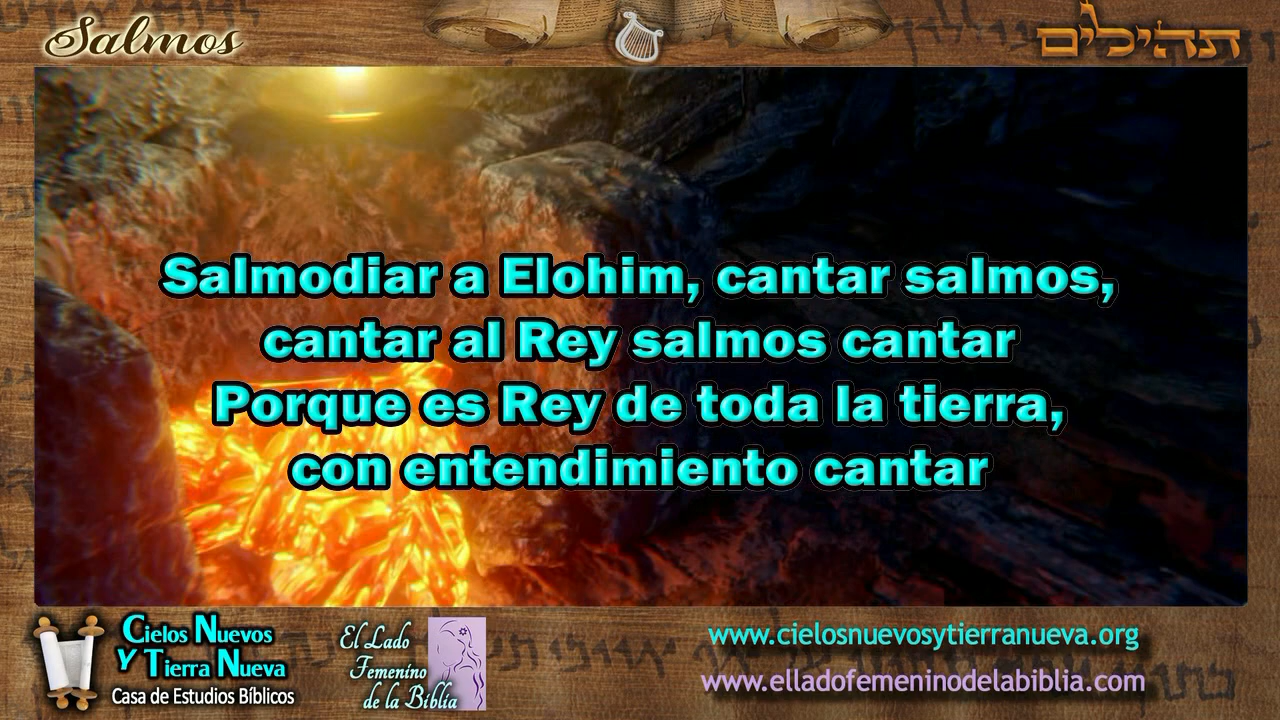 Salmos
תהילים
Salmodiar a Elohim, cantar salmos,
cantar al Rey salmos cantar
Porque es Rey de toda la tierra,
con entendimiento cantar
Cielos Nuevos
Y Tierra Nueva
Casa de Estudios Bíblicos
El Lado
Femenino
de la Biblia
www.cielosnuevosytierranueva.org
www.elladofemeninodelabiblia.com